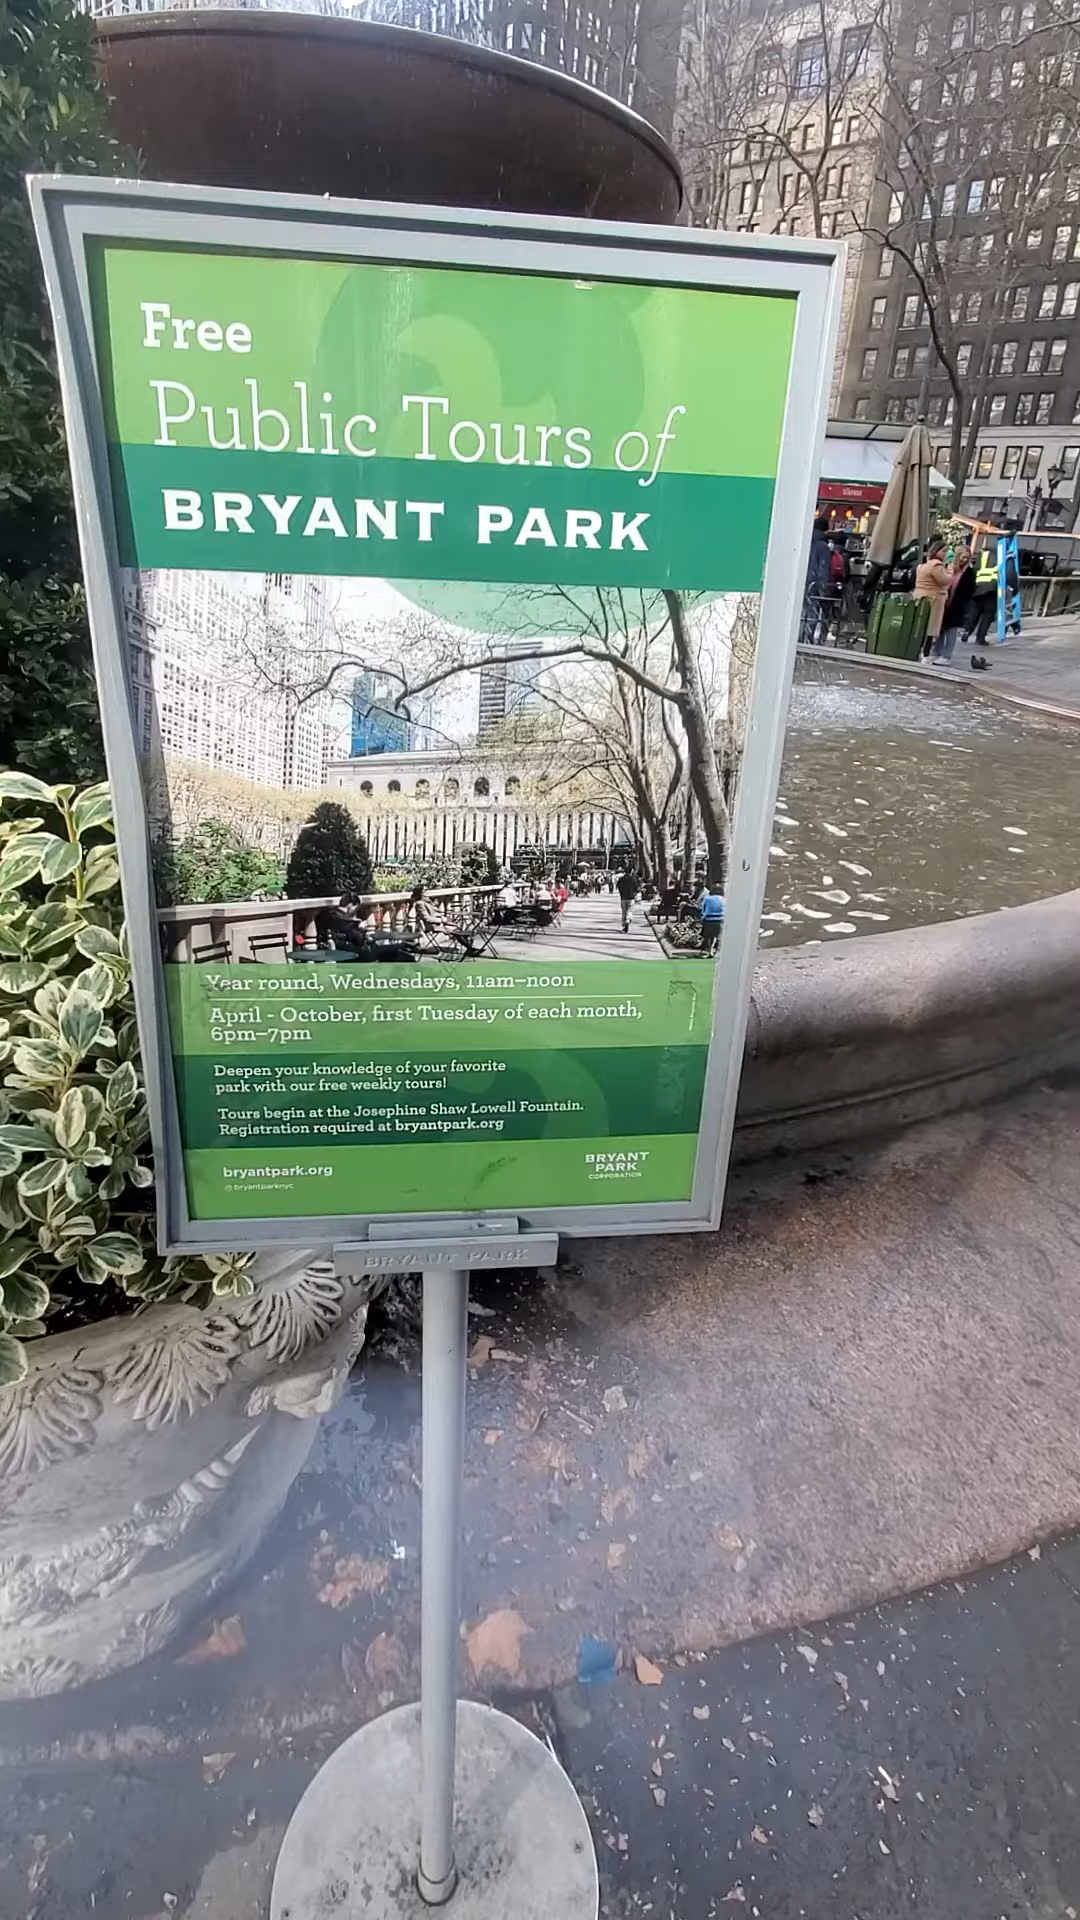 Free
Public Tours of
BRYANT PARK
Year round, Wednesdays, 11am–noon
April - October, first Tuesday of each month,
6pm–7pm
Deepen your knowledge of your favorite
park with our free weekly tours!
Tours begin at the Josephine Shaw Lowell Fountain.
Registration required at bryantpark.org
bryantpark.org
@bryantparknyc
BRYANT
PARK
CORPORATION
BRYANT PARK